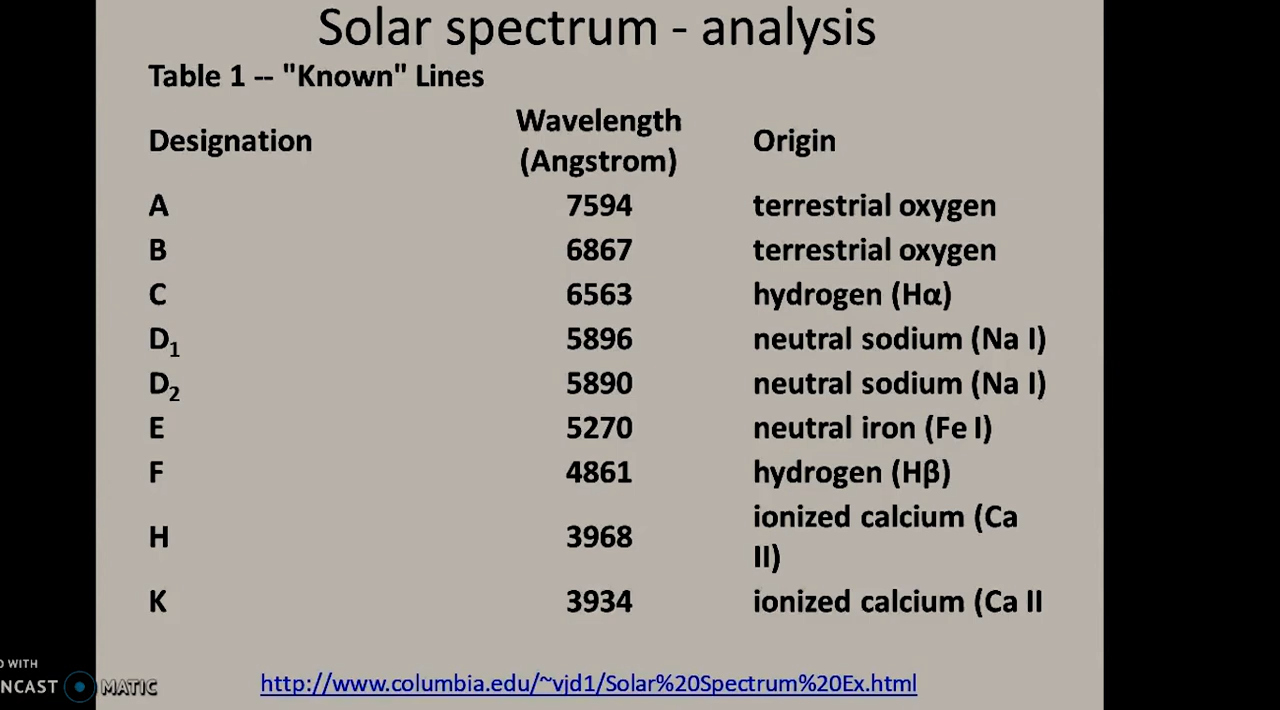 Solar spectrum - analysis
Table 1 -- "Known" Lines
Designation Wavelength (Angstrom) Origin
A 7594 terrestrial oxygen
B 6867 terrestrial oxygen
C 6563 hydrogen (Hα)
D1 5896 neutral sodium (Na I)
D2 5890 neutral sodium (Na I)
E 5270 neutral iron (Fe I)
F 4861 hydrogen (Hβ)
H 3968 ionized calcium (Ca II)
K 3934 ionized calcium (Ca II
D WITH
NCAST MATIC
http://www.columbia.edu/~vjd1/Solar%20Spectrum%20Ex.html